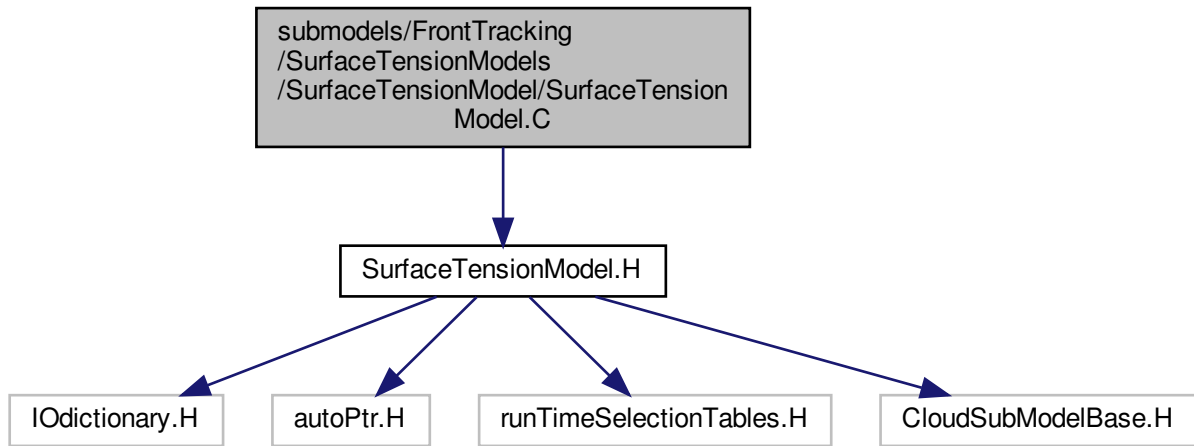 submodels/FrontTracking
/SurfaceTensionModels
/SurfaceTensionModel/SurfaceTension
Model.C
SurfaceTensionModel.H
IOdictionary.H
autoPtr.H
runTimeSelectionTables.H
CloudSubModelBase.H